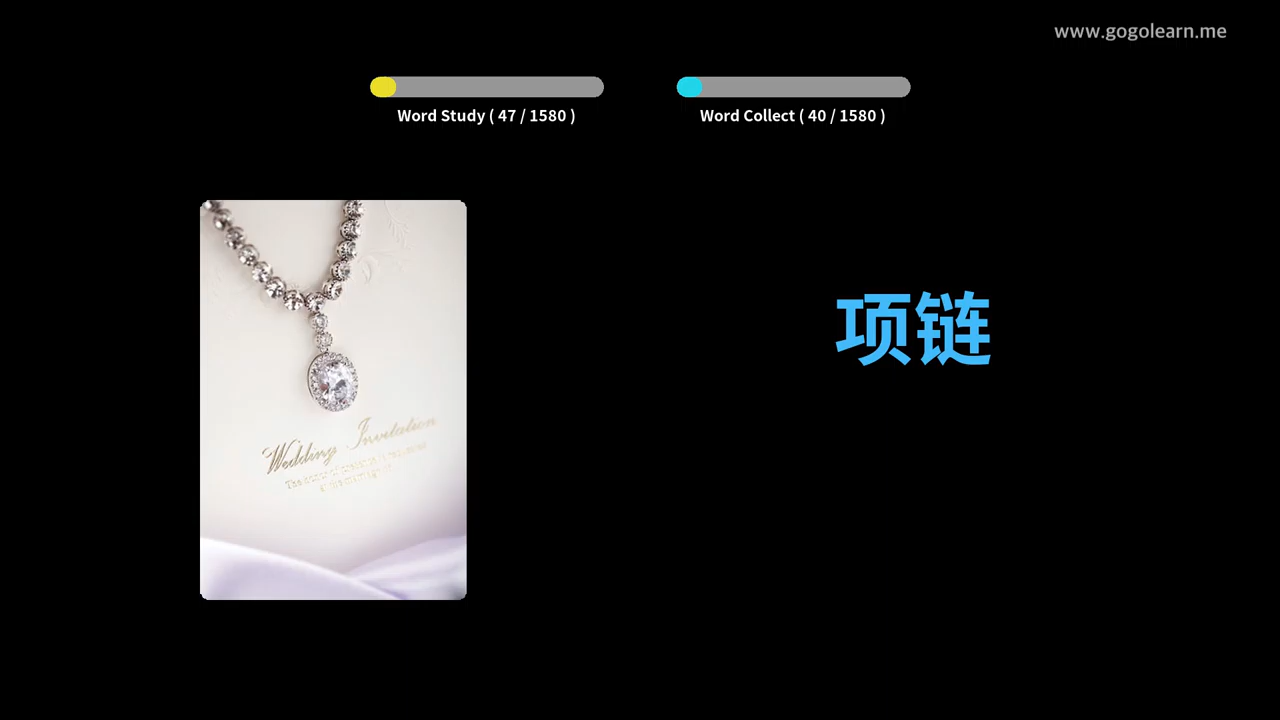 www.gogolearn.me
Word Study ( 47 / 1580 )
Word Collect ( 40 / 1580 )
项链
Wedding Invitation